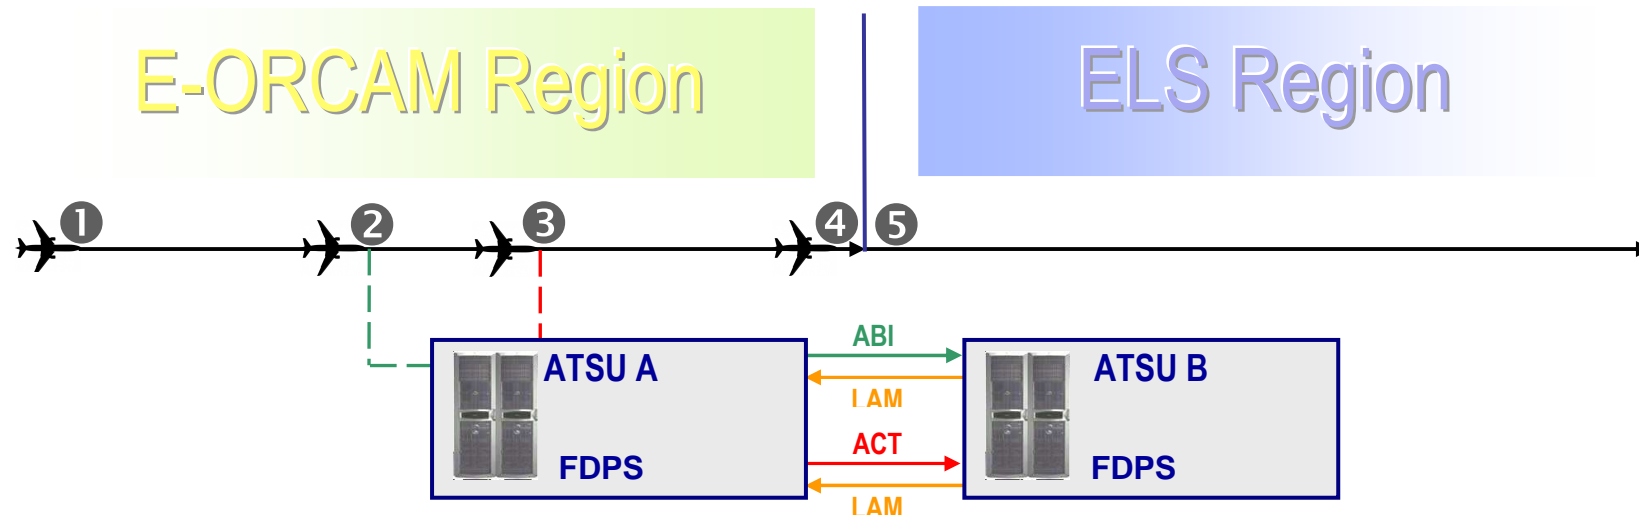 E-ORCAM Region
ELS Region
1 2 3 4 5
ABI
ATSU A
ATSU B
LAM
ACT
FDPS
FDPS
LAM